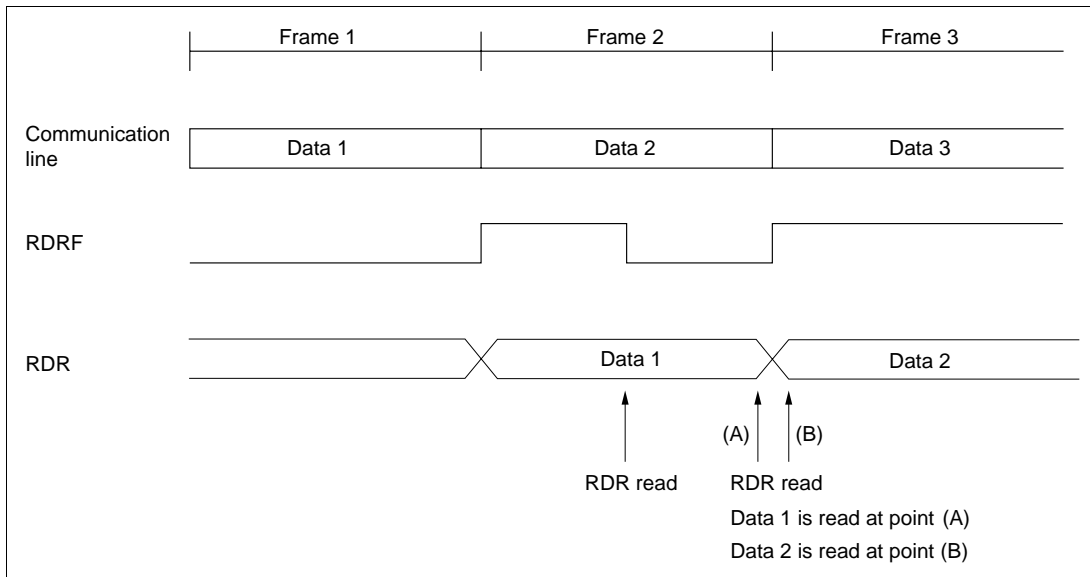 Frame 1 Frame 2 Frame 3
Communication
line
Data 1 Data 2 Data 3
RDRF
RDR
Data 1 Data 2
(A) (B)
RDR read RDR read
Data 1 is read at point (A)
Data 2 is read at point (B)